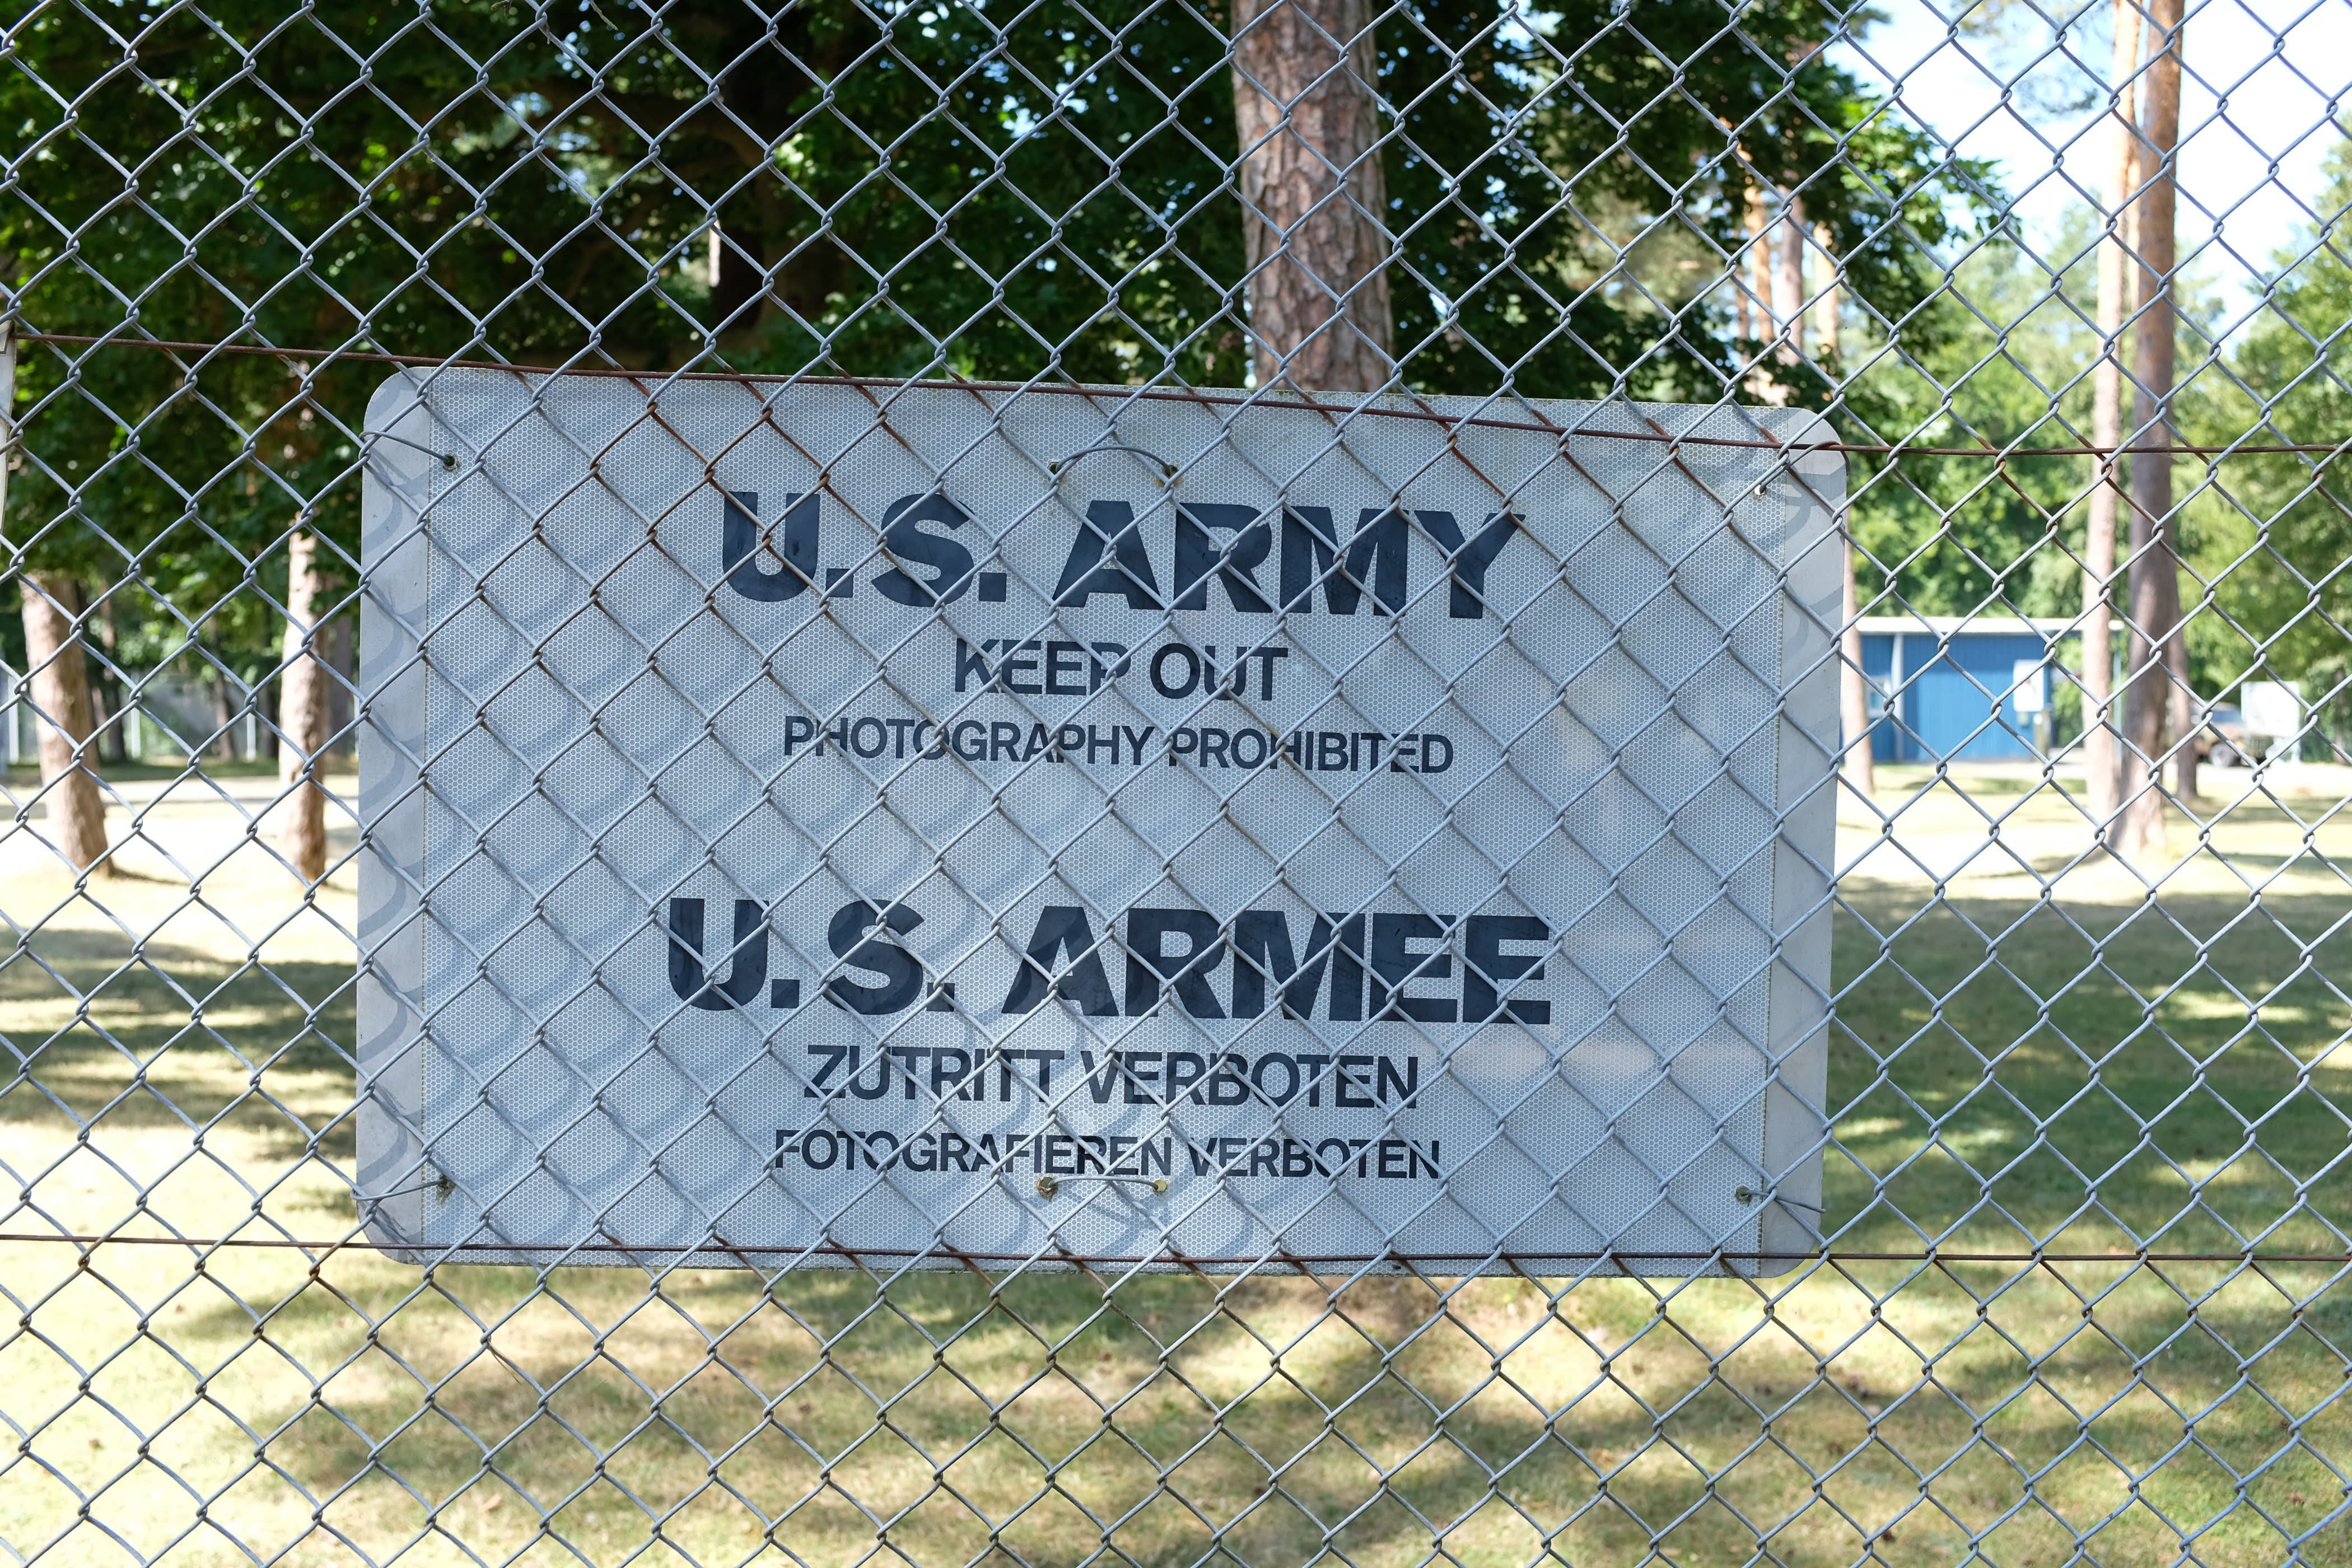 U.S. ARMY
KEEP OUT
PHOTOGRAPHY PROHIBITED
U.S. ARMEE
ZUTRITT VERBOTEN
FOTOGRAFIEREN VERBOTEN